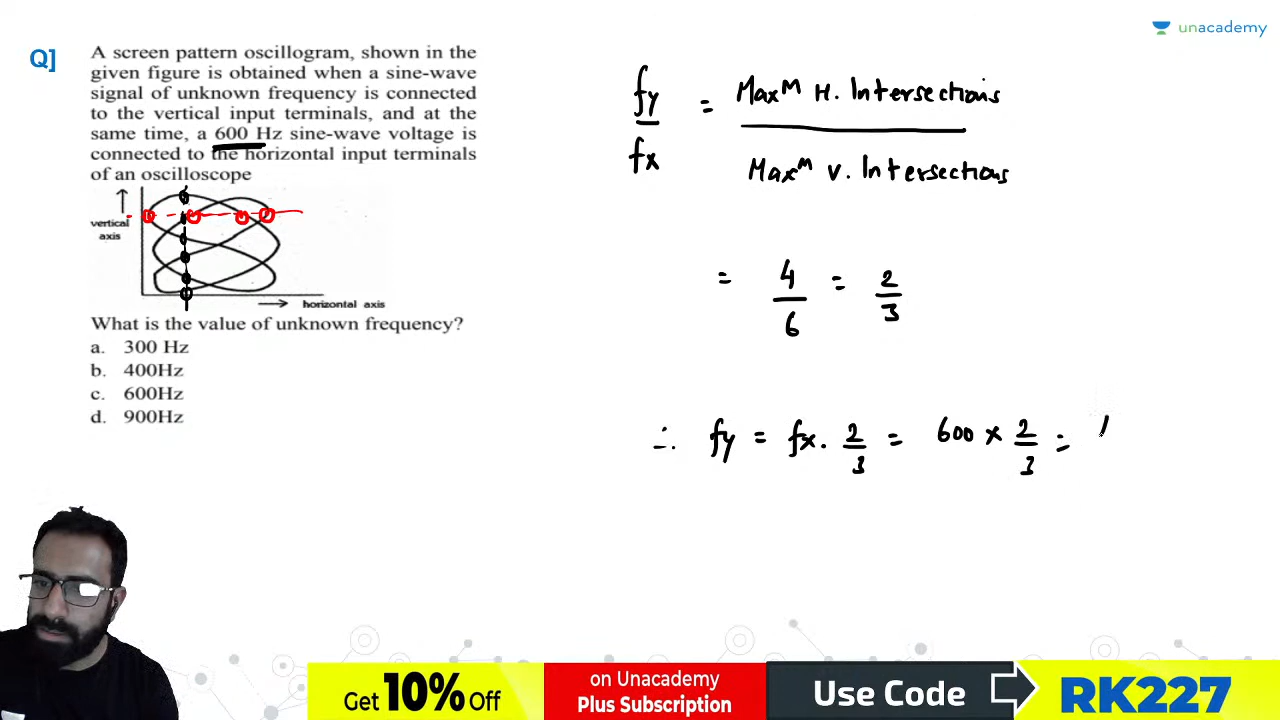 unacademy
Q]
A screen pattern oscillogram, shown in the
given figure is obtained when a sine-wave
signal of unknown frequency is connected
to the vertical input terminals, and at the
same time, a 600 Hz sine-wave voltage is
connected to the horizontal input terminals
of an oscilloscope
vertical
axis
horizontal axis
What is the value of unknown frequency?
a. 300 Hz
b. 400Hz
c. 600Hz
d. 900Hz
fy = Maxᴹ H. Intersections
fx Maxᴹ V. Intersections
= 4/6 = 2/3
∴ fy = fx . 2/3 = 600 × 2/3 =
Get 10% Off
on Unacademy
Plus Subscription
Use Code
RK227